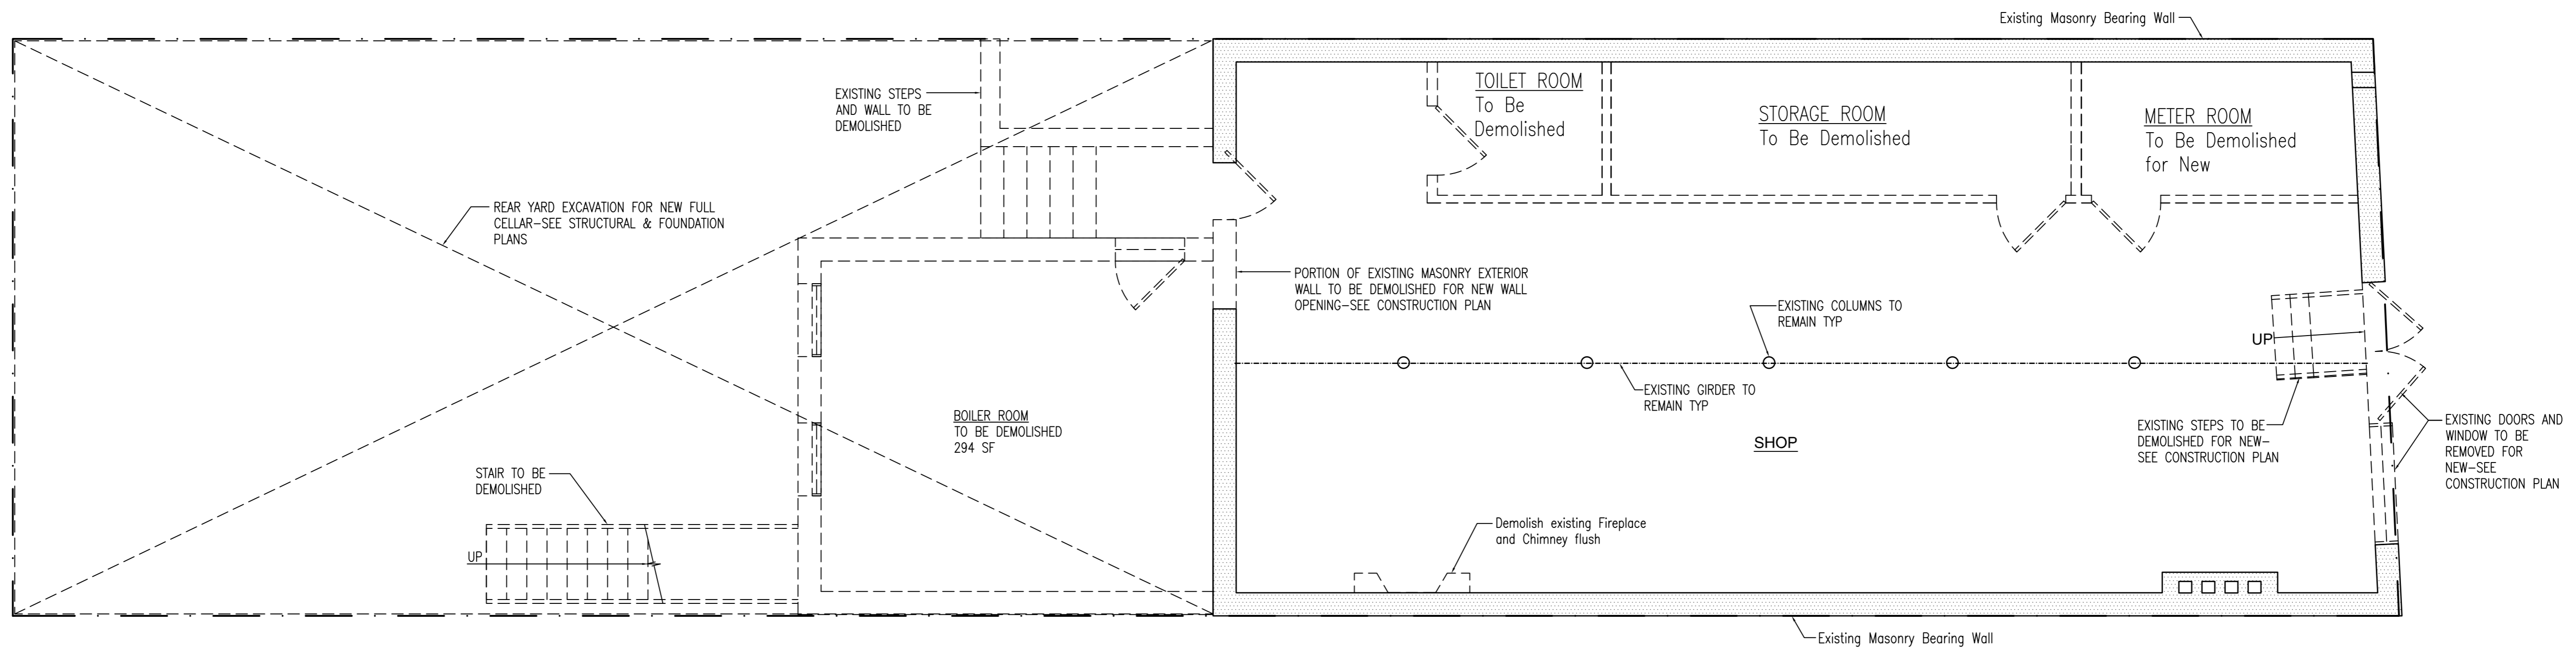 Existing Masonry Bearing Wall
EXISTING STEPS
AND WALL TO BE
DEMOLISHED
TOILET ROOM
To Be
Demolished
STORAGE ROOM
To Be Demolished
METER ROOM
To Be Demolished
for New
REAR YARD EXCAVATION FOR NEW FULL
CELLAR-SEE STRUCTURAL & FOUNDATION
PLANS
PORTION OF EXISTING MASONRY EXTERIOR
WALL TO BE DEMOLISHED FOR NEW WALL
OPENING-SEE CONSTRUCTION PLAN
EXISTING COLUMNS TO
REMAIN TYP
UP
EXISTING GIRDER TO
REMAIN TYP
BOILER ROOM
TO BE DEMOLISHED
294 SF
SHOP
EXISTING STEPS TO BE
DEMOLISHED FOR NEW-
SEE CONSTRUCTION PLAN
EXISTING DOORS AND
WINDOW TO BE
REMOVED FOR
NEW-SEE
CONSTRUCTION PLAN
STAIR TO BE
DEMOLISHED
UP
Demolish existing Fireplace
and Chimney flush
Existing Masonry Bearing Wall